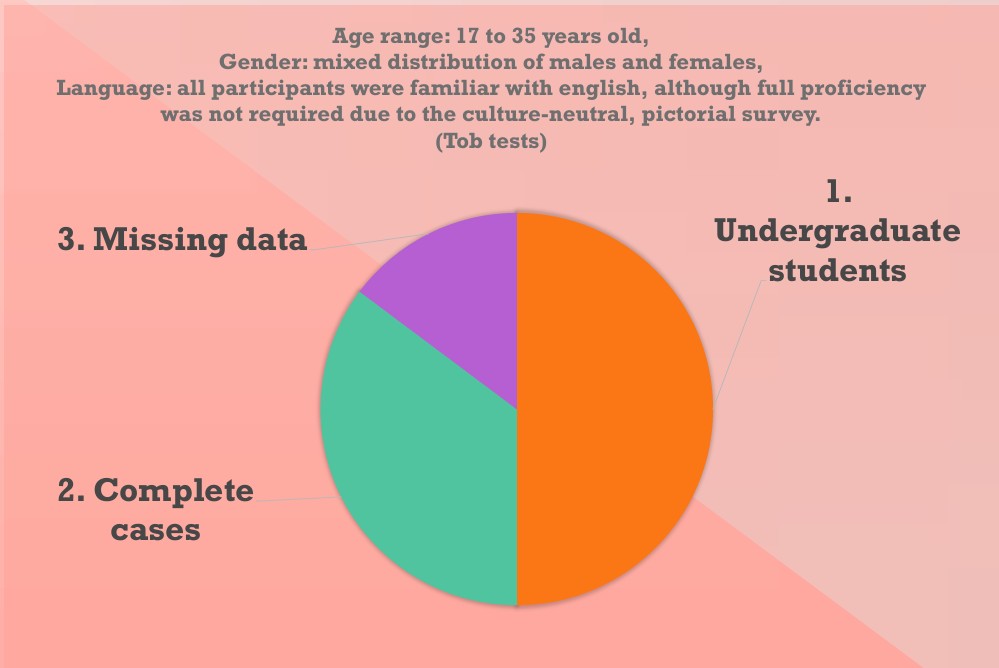 Age range: 17 to 35 years old,
Gender: mixed distribution of males and females,
Language: all participants were familiar with english, although full proficiency
was not required due to the culture-neutral, pictorial survey.
(Tob tests)
1.
Undergraduate
students
3. Missing data
2. Complete
cases